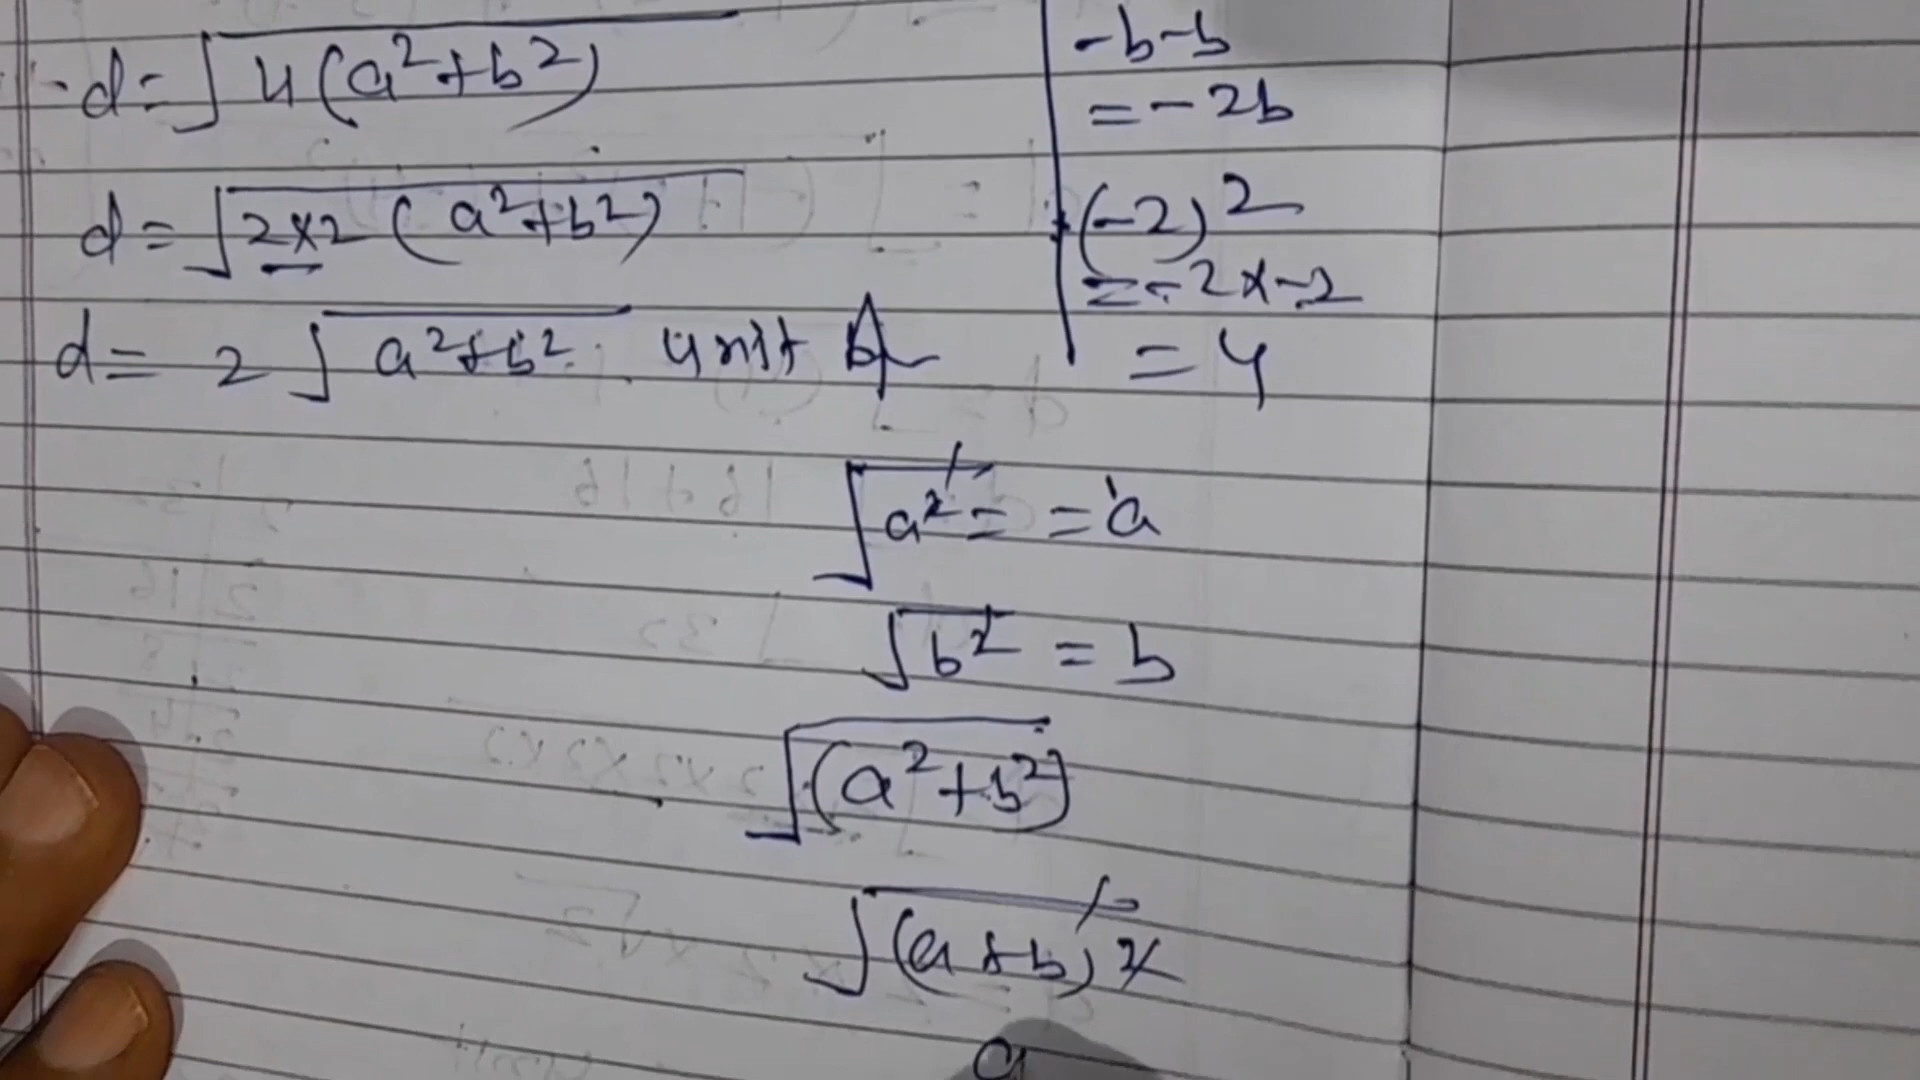 d = √4(a²+b²)
d = √2×2 (a²+b²)
d = 2√a²+b² unit
-b-b
= -2b
(-2)²
= -2×-2
= 4
√a² = = a
√b² = b
√(a²+b²)
√(a+b)²
a